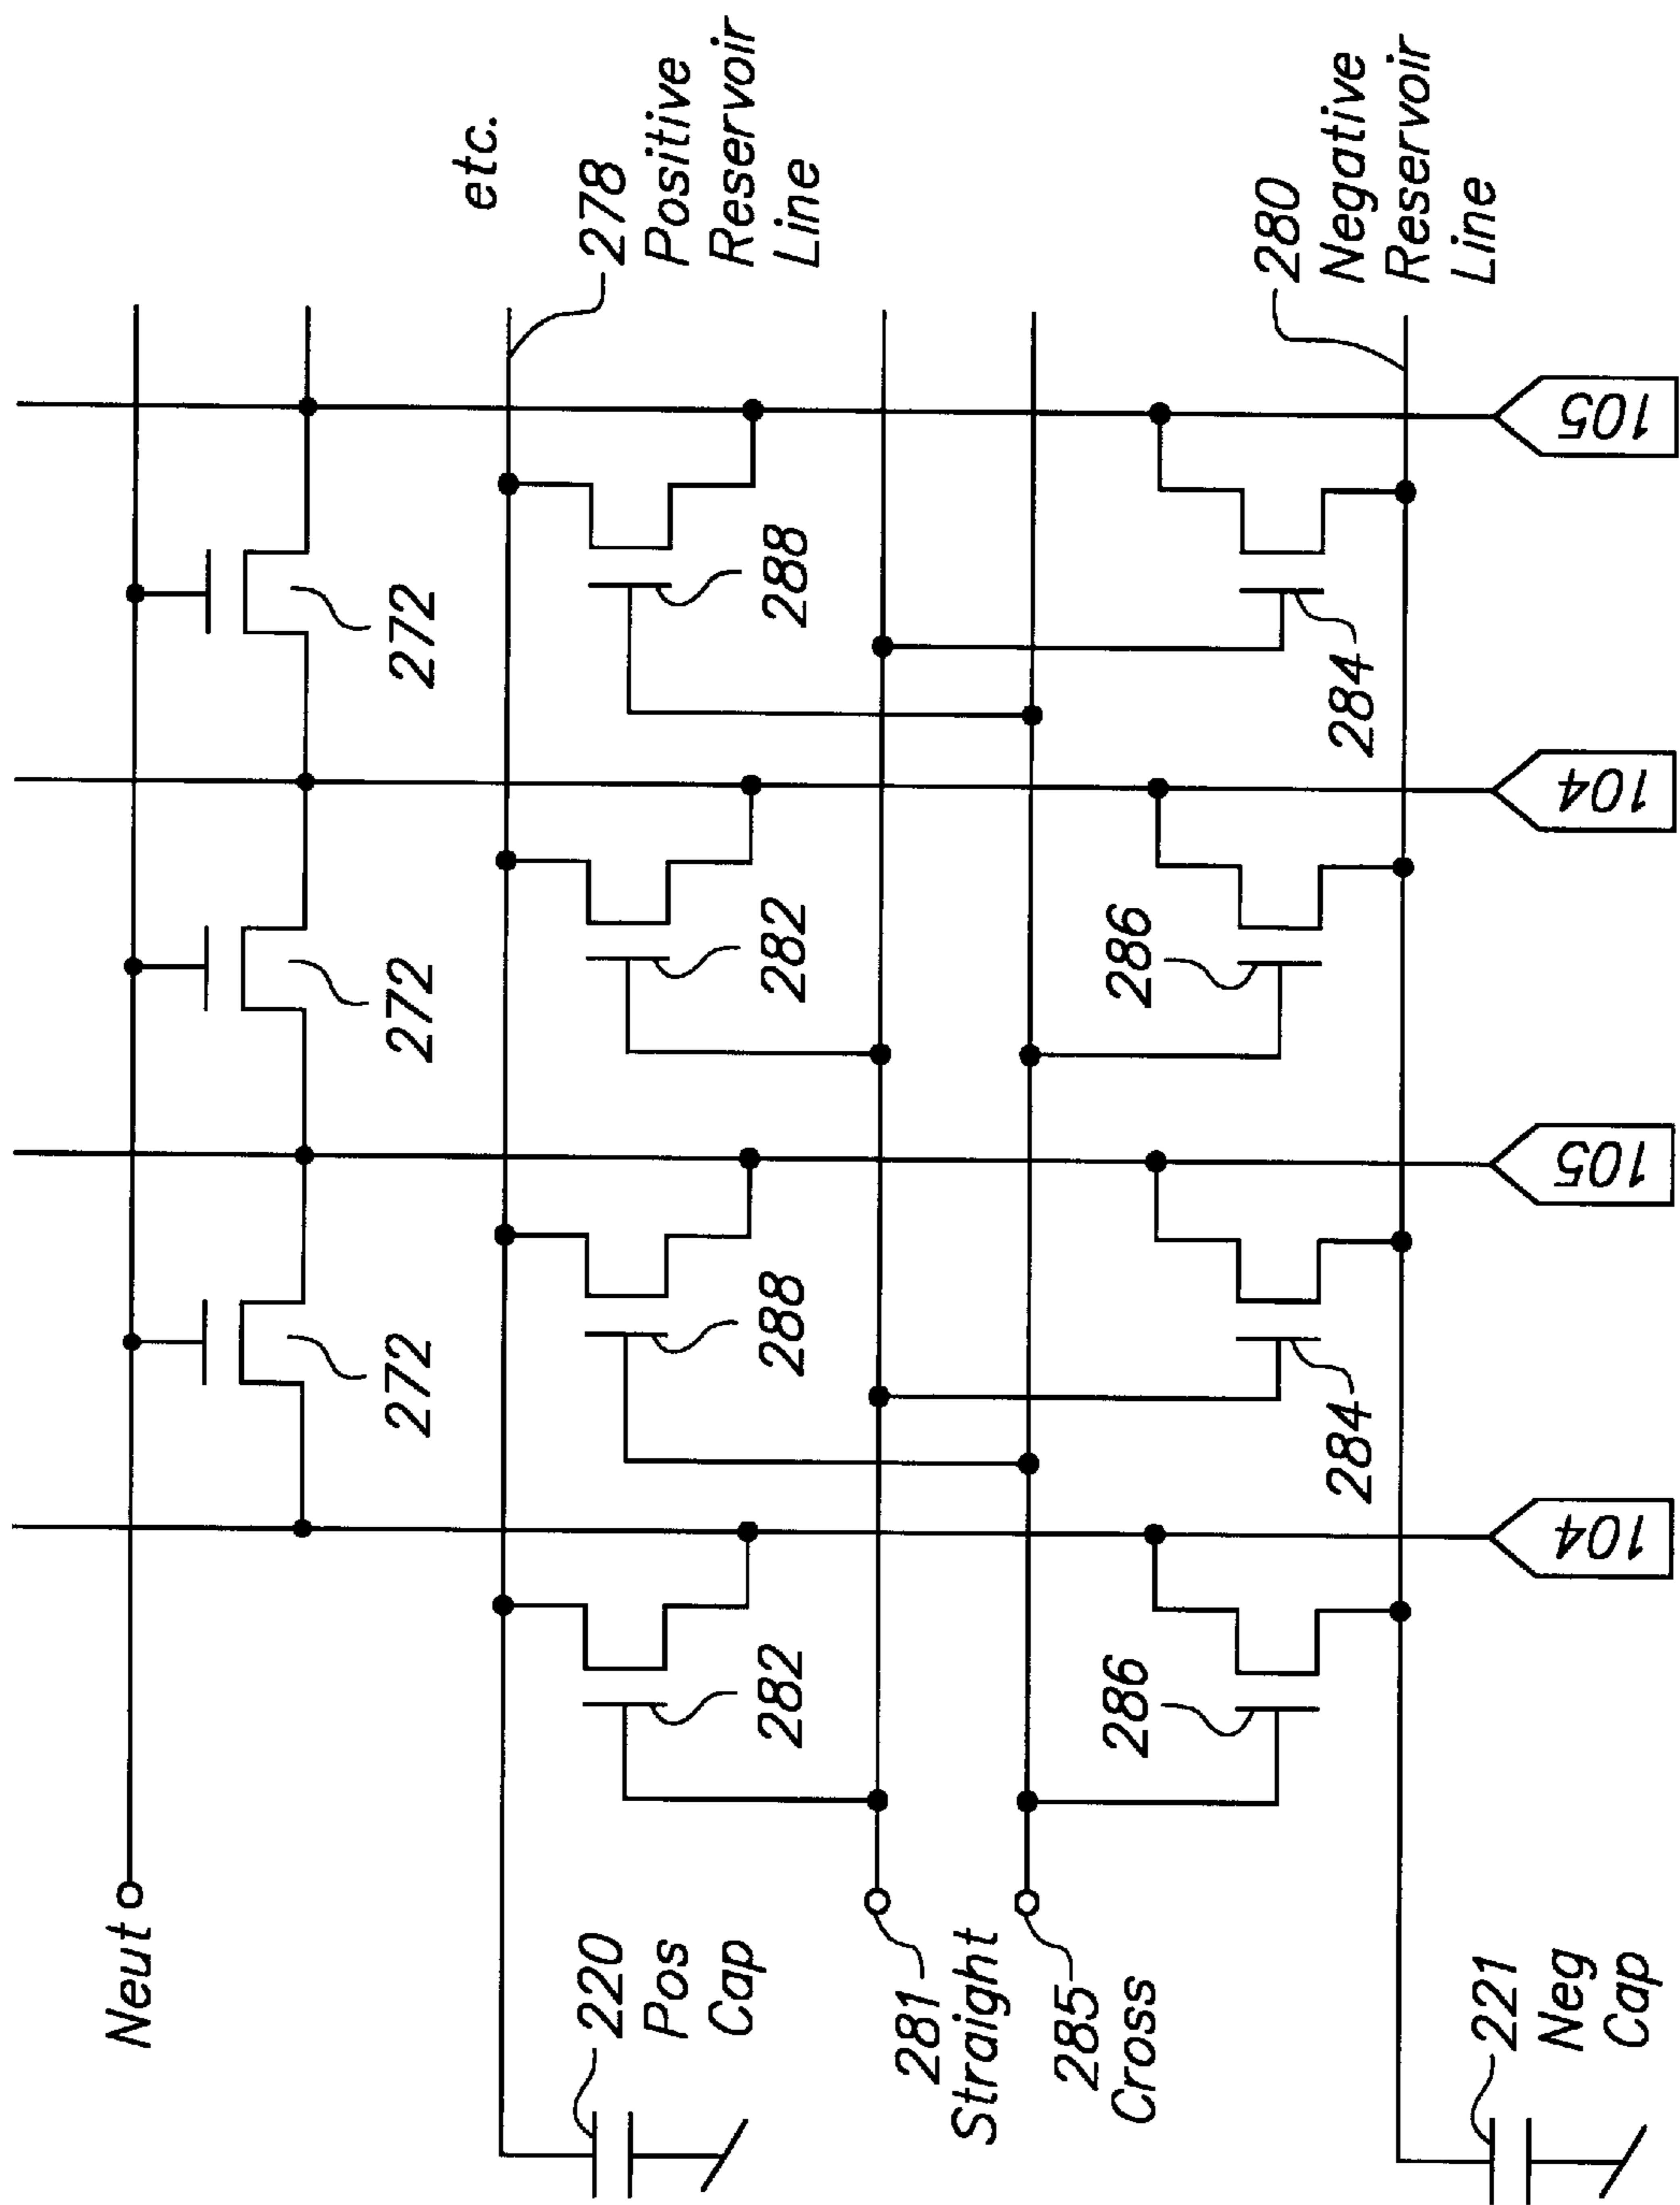 Neut
272
272
272
etc.
278
Positive
Reservoir
Line
220
Pos
Cap
282
288
282
288
281
Straight
285
Cross
286
284
286
284
280
Negative
Reservoir
Line
221
Neg
Cap
104
105
104
105